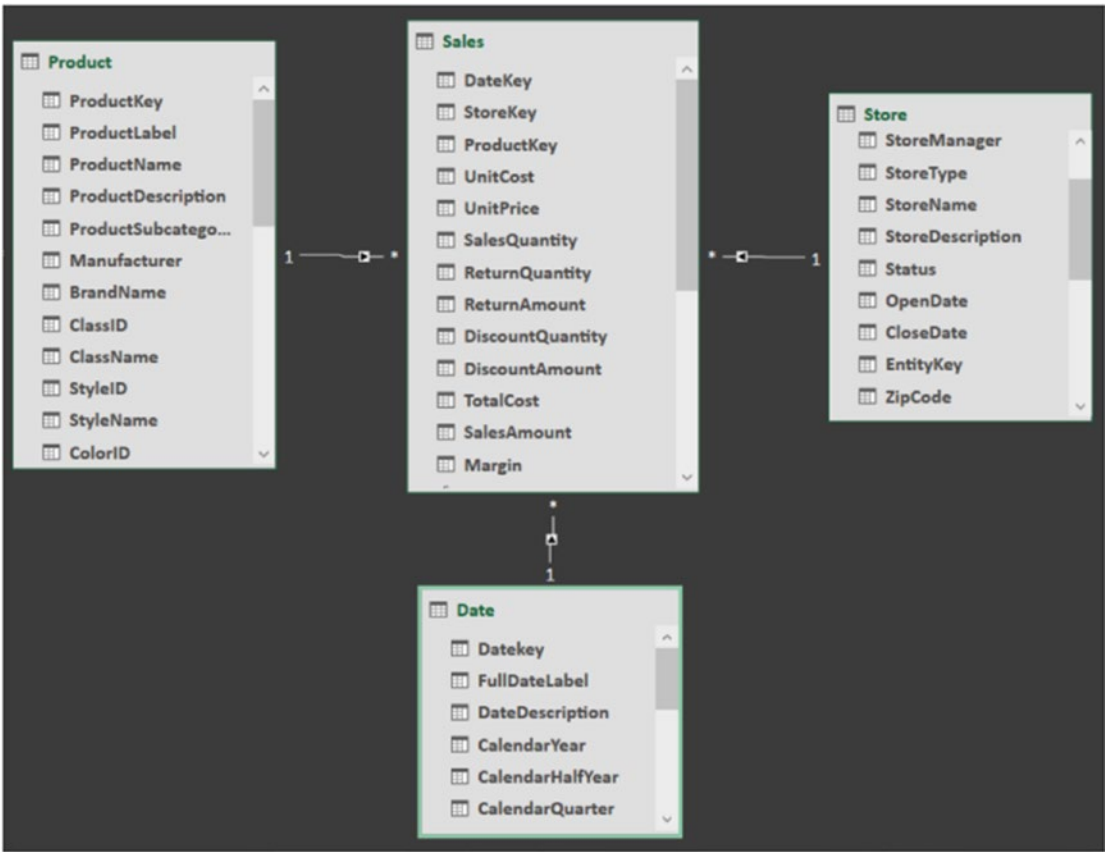 Product
ProductKey
ProductLabel
ProductName
ProductDescription
ProductSubcatego...
Manufacturer
BrandName
ClassID
ClassName
StyleID
StyleName
ColorID
1
*
Sales
DateKey
StoreKey
ProductKey
UnitCost
UnitPrice
SalesQuantity
ReturnQuantity
ReturnAmount
DiscountQuantity
DiscountAmount
TotalCost
SalesAmount
Margin
*
1
Store
StoreManager
StoreType
StoreName
StoreDescription
Status
OpenDate
CloseDate
EntityKey
ZipCode
*
1
Date
Datekey
FullDateLabel
DateDescription
CalendarYear
CalendarHalfYear
CalendarQuarter